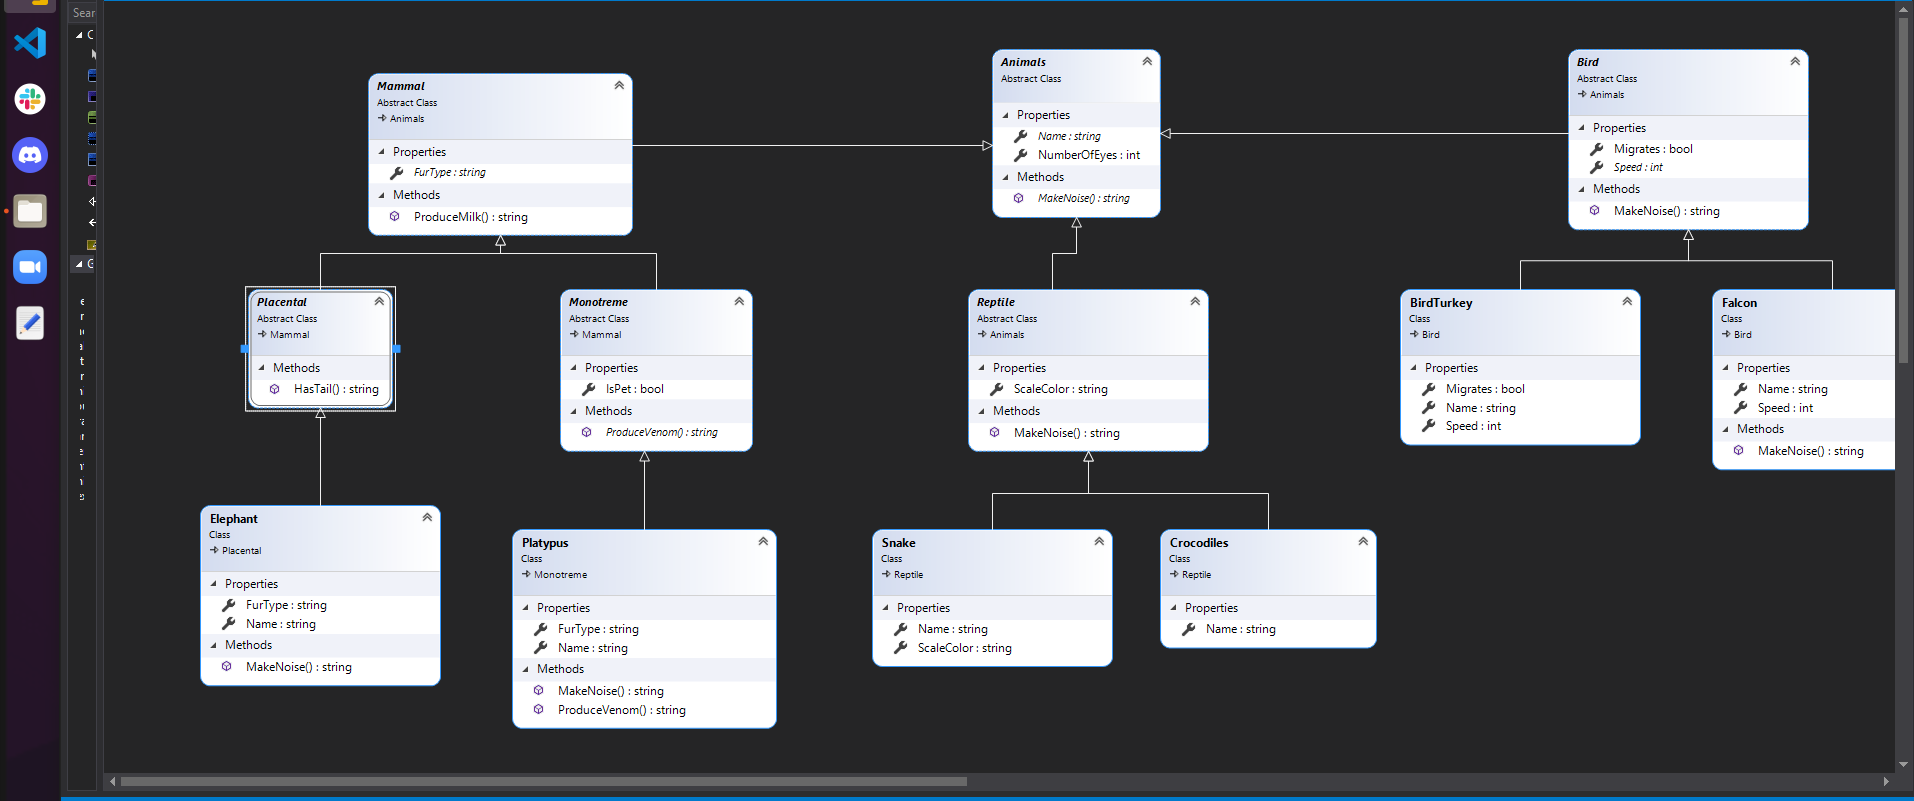 Sear
Mammal
Abstract Class
Animals
Properties
FurType : string
Methods
ProduceMilk() : string
Animals
Abstract Class
Properties
Name : string
NumberOfEyes : int
Methods
MakeNoise() : string
Bird
Abstract Class
Animals
Properties
Migrates : bool
Speed : int
Methods
MakeNoise() : string
Placental
Abstract Class
Mammal
Methods
HasTail() : string
Monotreme
Abstract Class
Mammal
Properties
IsPet : bool
Methods
ProduceVenom() : string
Reptile
Abstract Class
Animals
Properties
ScaleColor : string
Methods
MakeNoise() : string
BirdTurkey
Class
Bird
Properties
Migrates : bool
Name : string
Speed : int
Falcon
Class
Bird
Properties
Name : string
Speed : int
Methods
MakeNoise() : string
Elephant
Class
Placental
Properties
FurType : string
Name : string
Methods
MakeNoise() : string
Platypus
Class
Monotreme
Properties
FurType : string
Name : string
Methods
MakeNoise() : string
ProduceVenom() : string
Snake
Class
Reptile
Properties
Name : string
ScaleColor : string
Crocodiles
Class
Reptile
Properties
Name : string